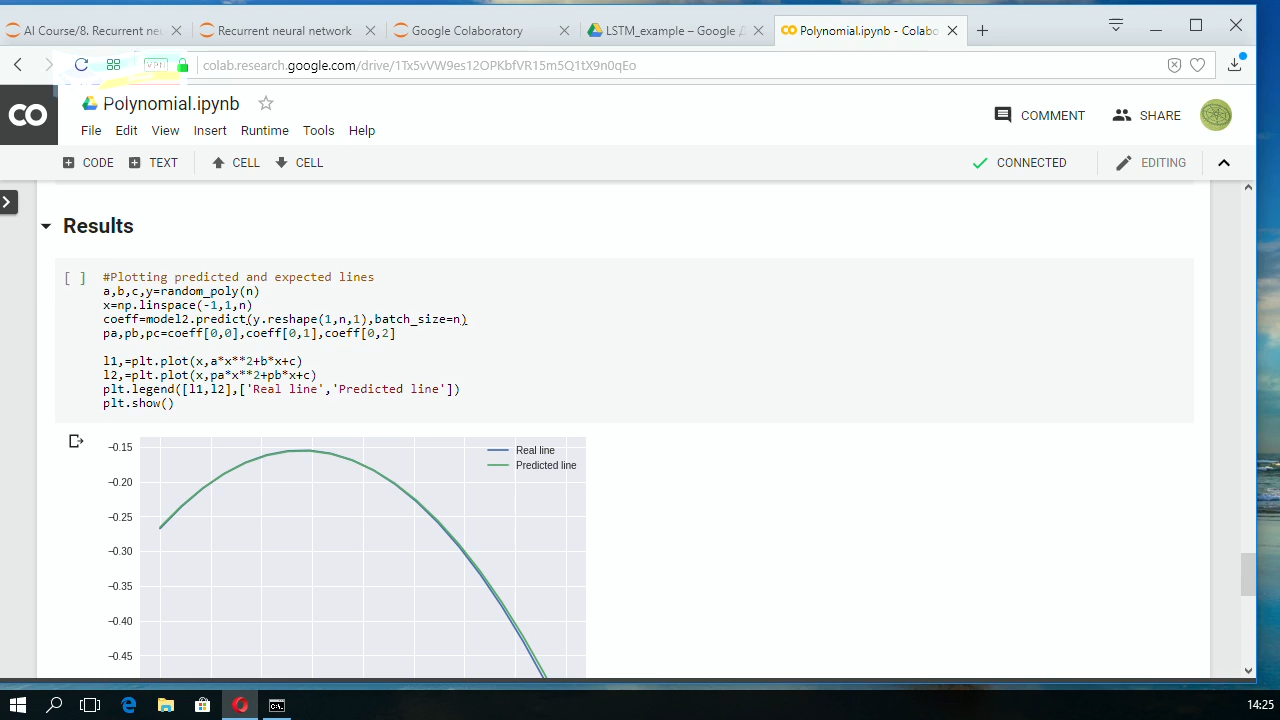 AI Course/8.Recurrent neu
Recurrent neural network
Google Colaboratory
LSTM_example – Google Д
Polynomial.ipynb - Colabo
VPN
colab.research.google.com/drive/1Tx5vVW9es12OPKbfVR15m5Q1tX9n0qEo
CO
Polynomial.ipynb
COMMENT
SHARE
File Edit View Insert Runtime Tools Help
CODE TEXT CELL CELL
CONNECTED
EDITING
Results
[ ]
#Plotting predicted and expected lines
a,b,c,y=random_poly(n)
x=np.linspace(-1,1,n)
coeff=model2.predict(y.reshape(1,n,1),batch_size=n)
pa,pb,pc=coeff[0,0],coeff[0,1],coeff[0,2]
l1,=plt.plot(x,a*x**2+b*x+c)
l2,=plt.plot(x,pa*x**2+pb*x+pc)
plt.legend([l1,l2],['Real line','Predicted line'])
plt.show()
−0.15
Real line
Predicted line
−0.20
−0.25
−0.30
−0.35
−0.40
−0.45
14:25